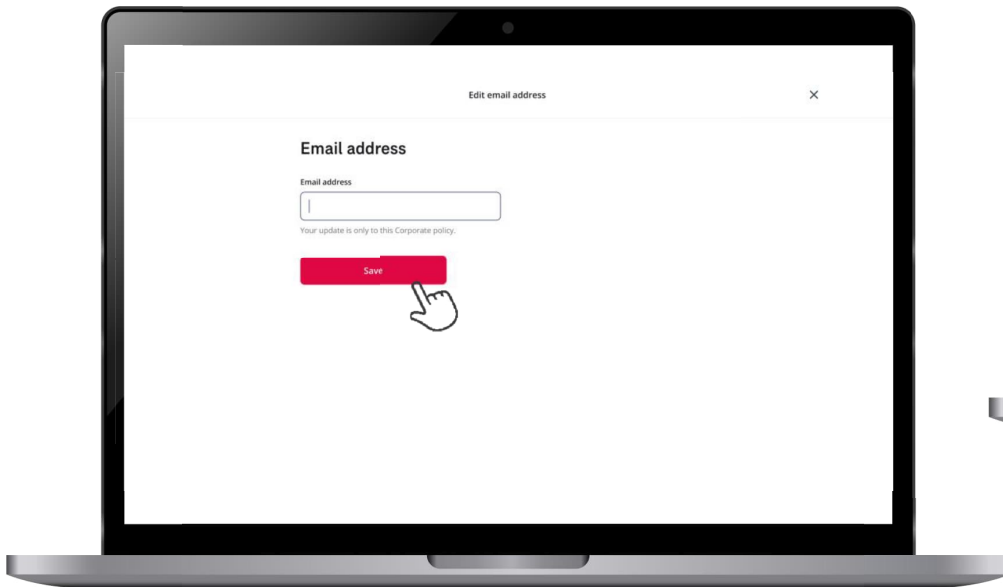 Edit email address
Email address
Email address
Your update is only to this Corporate policy.
Save